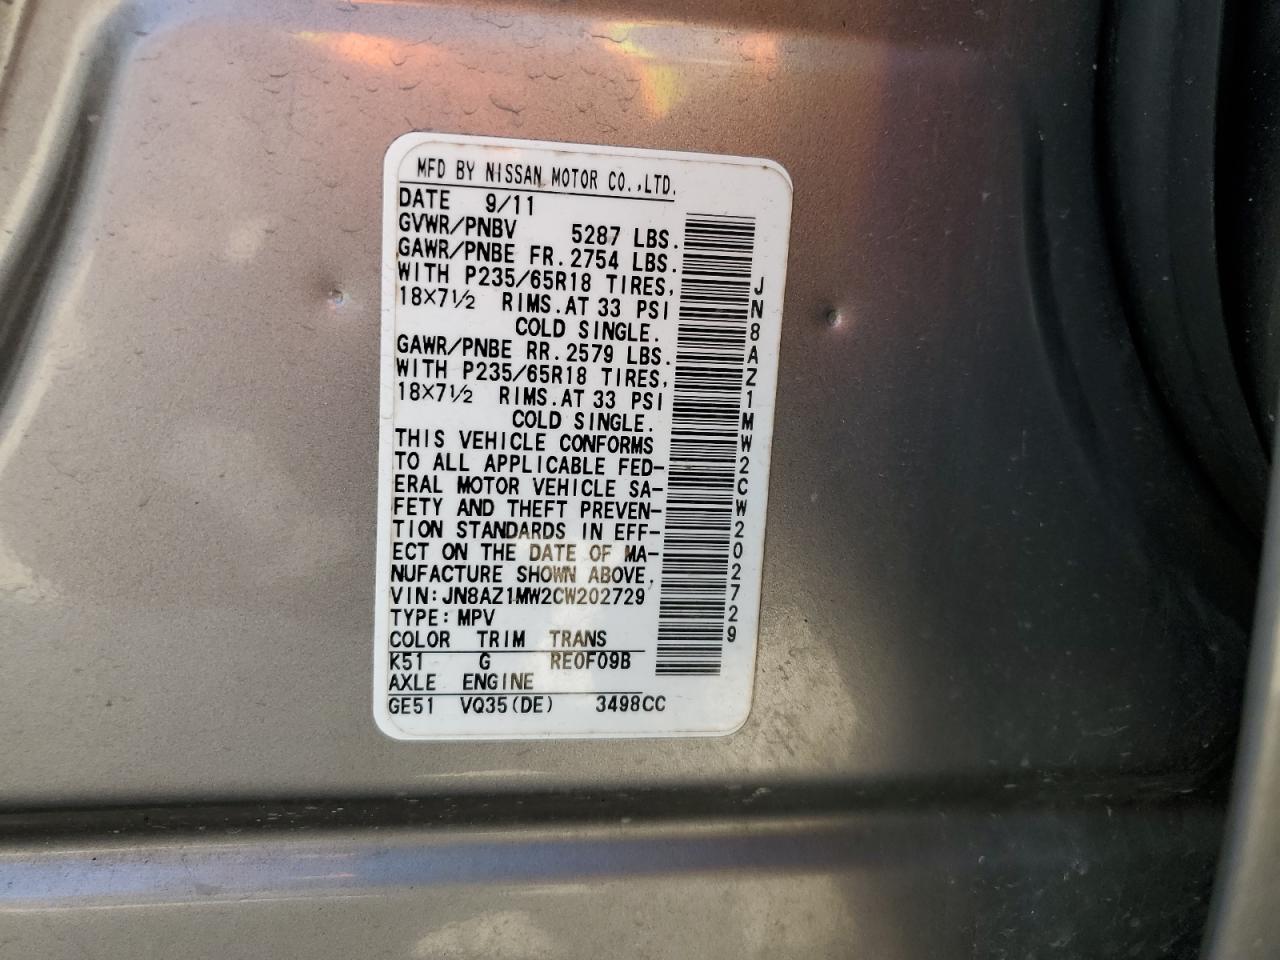 MFD BY NISSAN MOTOR CO.,LTD.
DATE 9/11
GVWR/PNBV 5287 LBS.
GAWR/PNBE FR. 2754 LBS.
WITH P235/65R18 TIRES,
18×7½ RIMS. AT 33 PSI
COLD SINGLE.
GAWR/PNBE RR. 2579 LBS.
WITH P235/65R18 TIRES,
18×7½ RIMS. AT 33 PSI
COLD SINGLE.
THIS VEHICLE CONFORMS
TO ALL APPLICABLE FED-
ERAL MOTOR VEHICLE SA-
FETY AND THEFT PREVEN-
TION STANDARDS IN EFF-
ECT ON THE DATE OF MA-
NUFACTURE SHOWN ABOVE.
VIN: JN8AZ1MW2CW202729
TYPE: MPV
COLOR TRIM TRANS
K51 G RE0F09B
AXLE ENGINE
GE51 VQ35(DE) 3498CC
JN8AZ1MW2CW202729